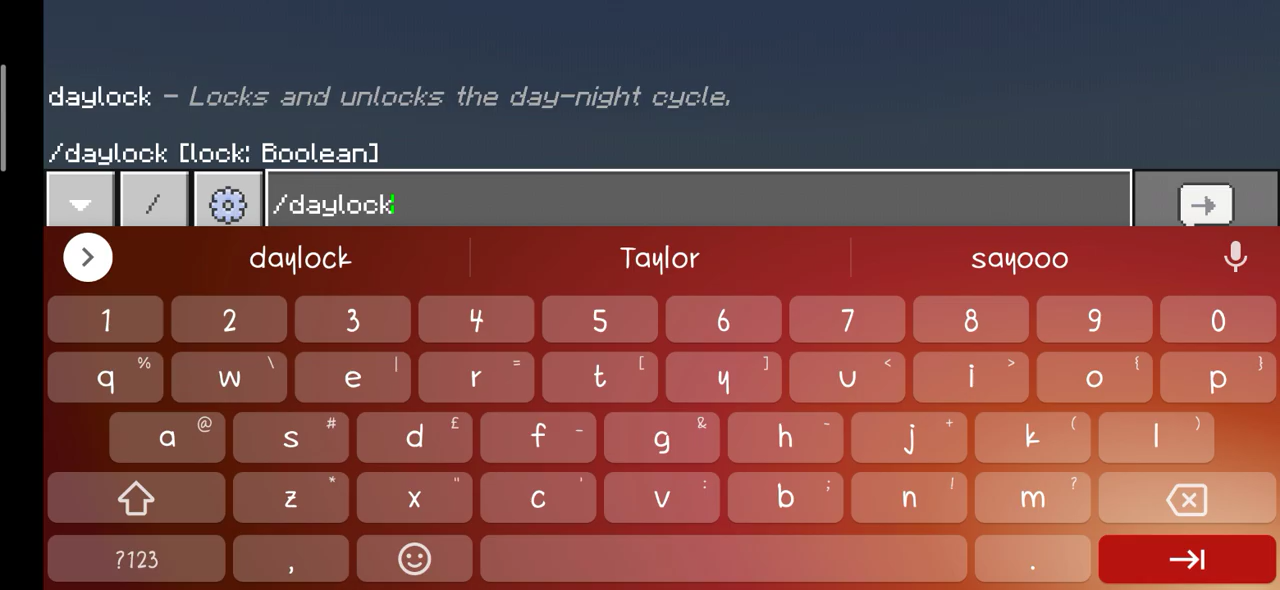 daylock – Locks and unlocks the day-night cycle.
/daylock [lock: Boolean]
/ /daylock
daylock Taylor sayooo
1 2 3 4 5 6 7 8 9 0
% \ | = [ ] < > { }
q w e r t y u i o p
@ # £ _ & - + ( )
a s d f g h j k l
* " ' : ; ! ?
z x c v b n m
?123 , .